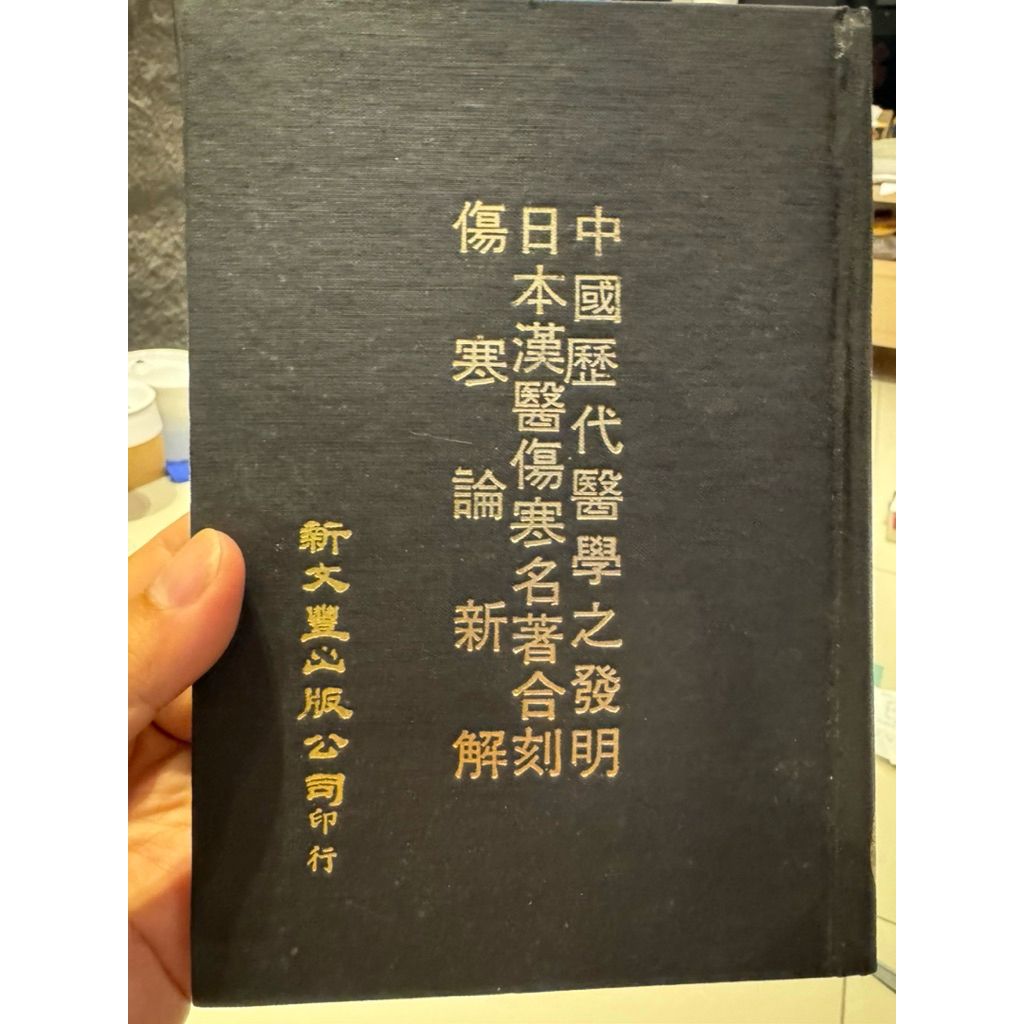 中國歷代醫學之發明
日本漢醫傷寒名著合刻
傷寒論新解
新文豐出版公司印行